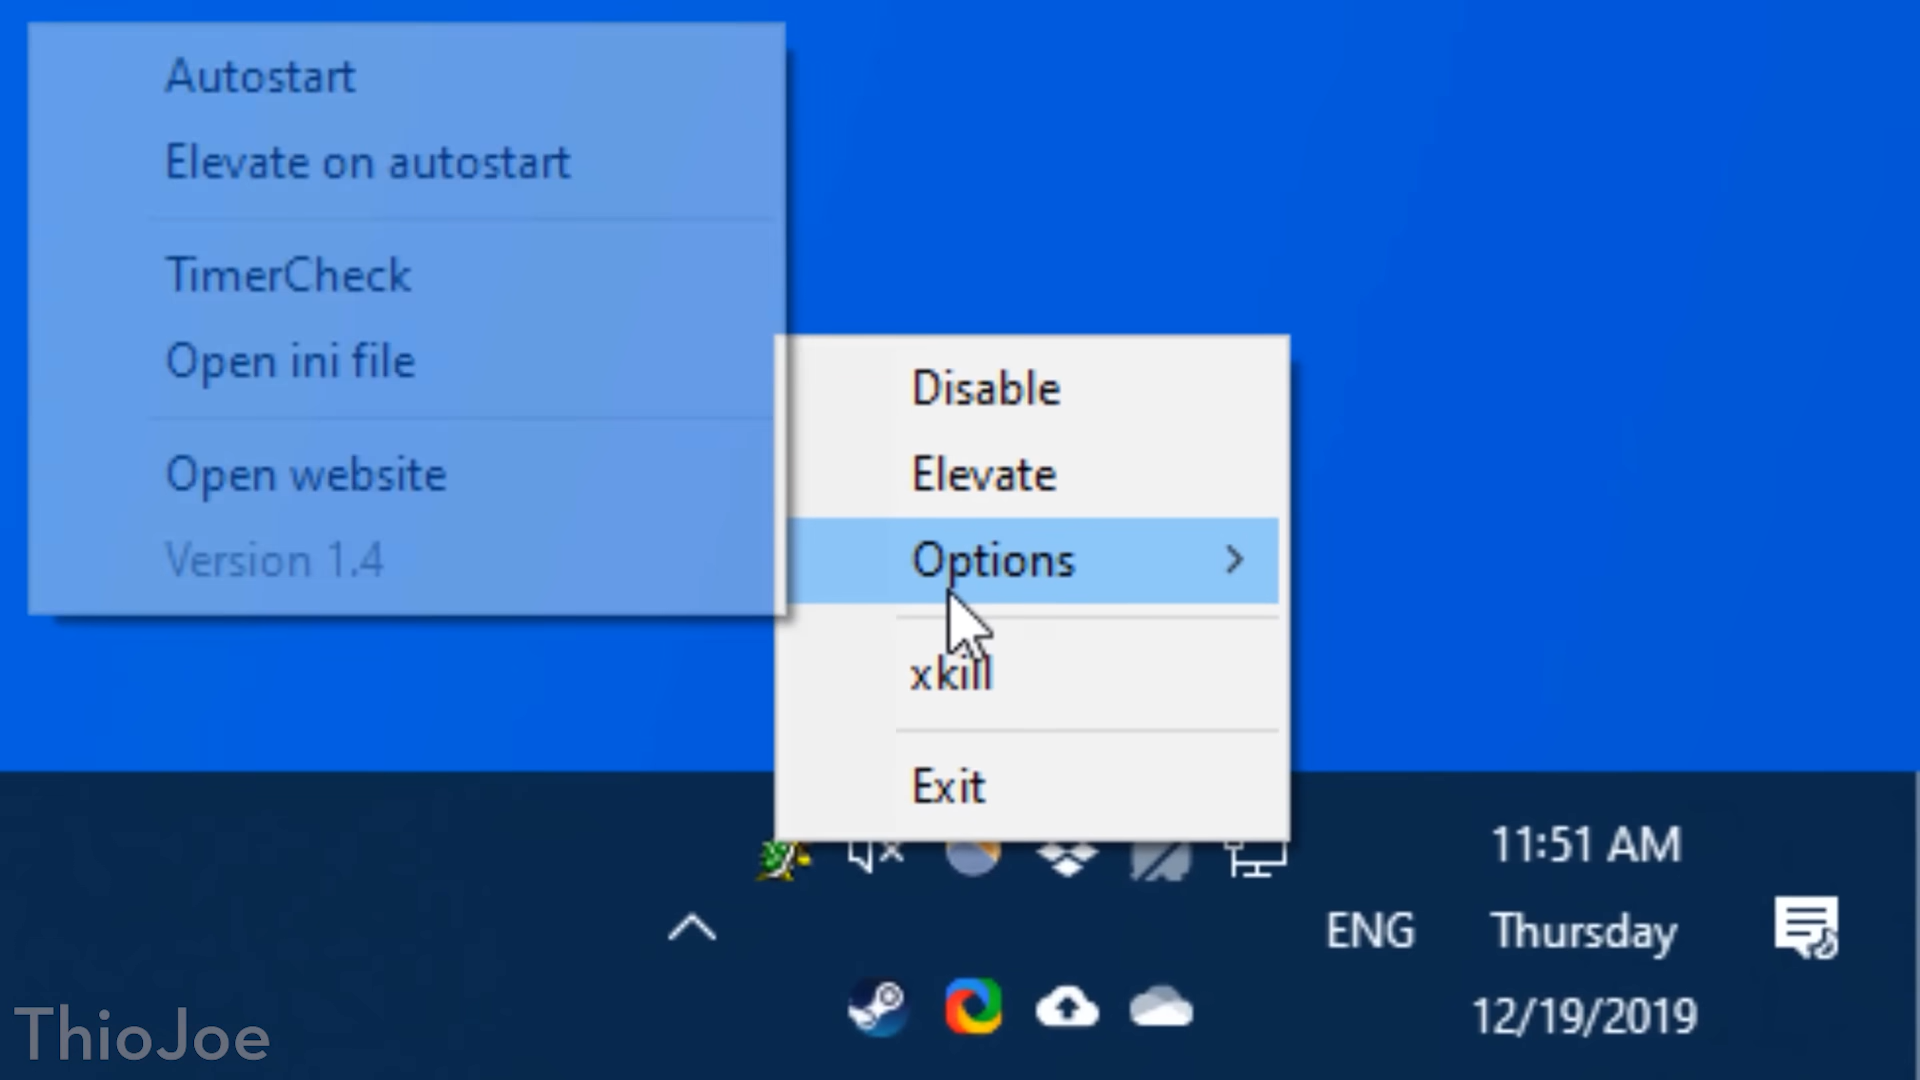 Autostart
Elevate on autostart
TimerCheck
Open ini file
Open website
Version 1.4
Disable
Elevate
Options
xkill
Exit
11:51 AM
ENG
Thursday
12/19/2019
ThioJoe